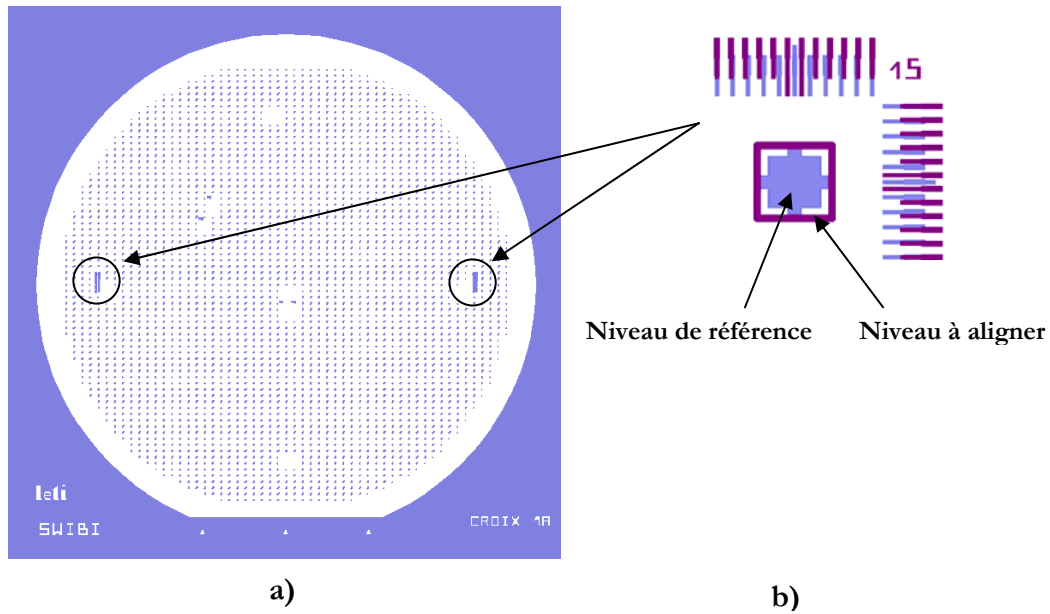 15
Niveau de référence
Niveau à aligner
leti
SWIBI
CROIX 1A
a)
b)